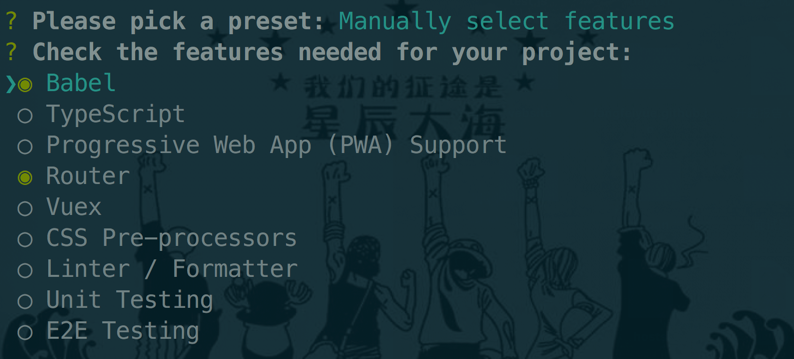 ? Please pick a preset: Manually select features
? Check the features needed for your project:
❯◉ Babel
◯ TypeScript
◯ Progressive Web App (PWA) Support
◉ Router
◯ Vuex
◯ CSS Pre-processors
◯ Linter / Formatter
◯ Unit Testing
◯ E2E Testing
★ 我们的征途是 ★
星辰大海